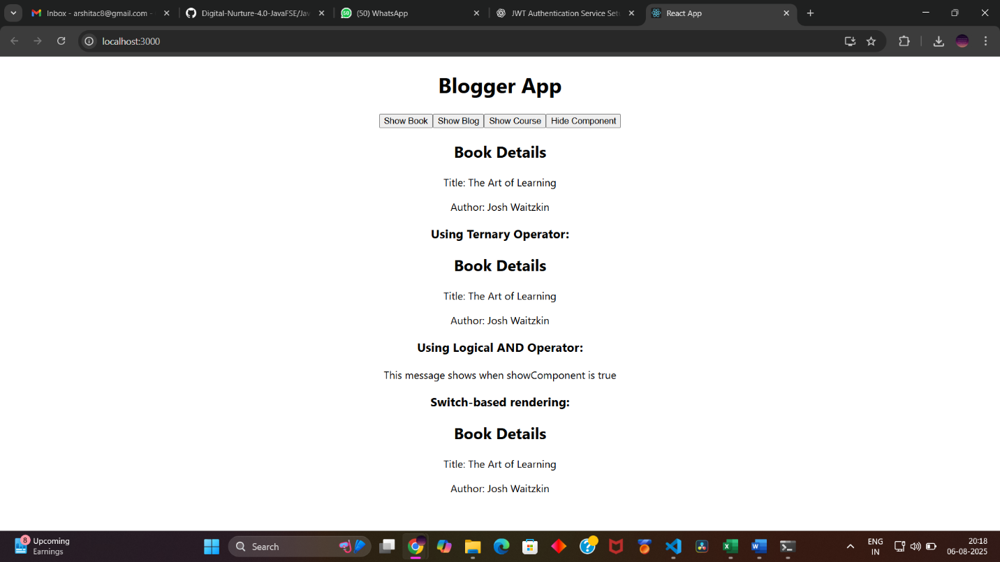 Inbox - arshitac8@gmail.com -
Digital-Nurture-4.0-JavaFSE/Jav
50
(50) WhatsApp
JWT Authentication Service Set
React App
localhost:3000
Blogger App
Show Book Show Blog Show Course Hide Component
Book Details
Title: The Art of Learning
Author: Josh Waitzkin
Using Ternary Operator:
Book Details
Title: The Art of Learning
Author: Josh Waitzkin
Using Logical AND Operator:
This message shows when showComponent is true
Switch-based rendering:
Book Details
Title: The Art of Learning
Author: Josh Waitzkin
8
Upcoming
Earnings
Search
ENG
IN
20:18
06-08-2025